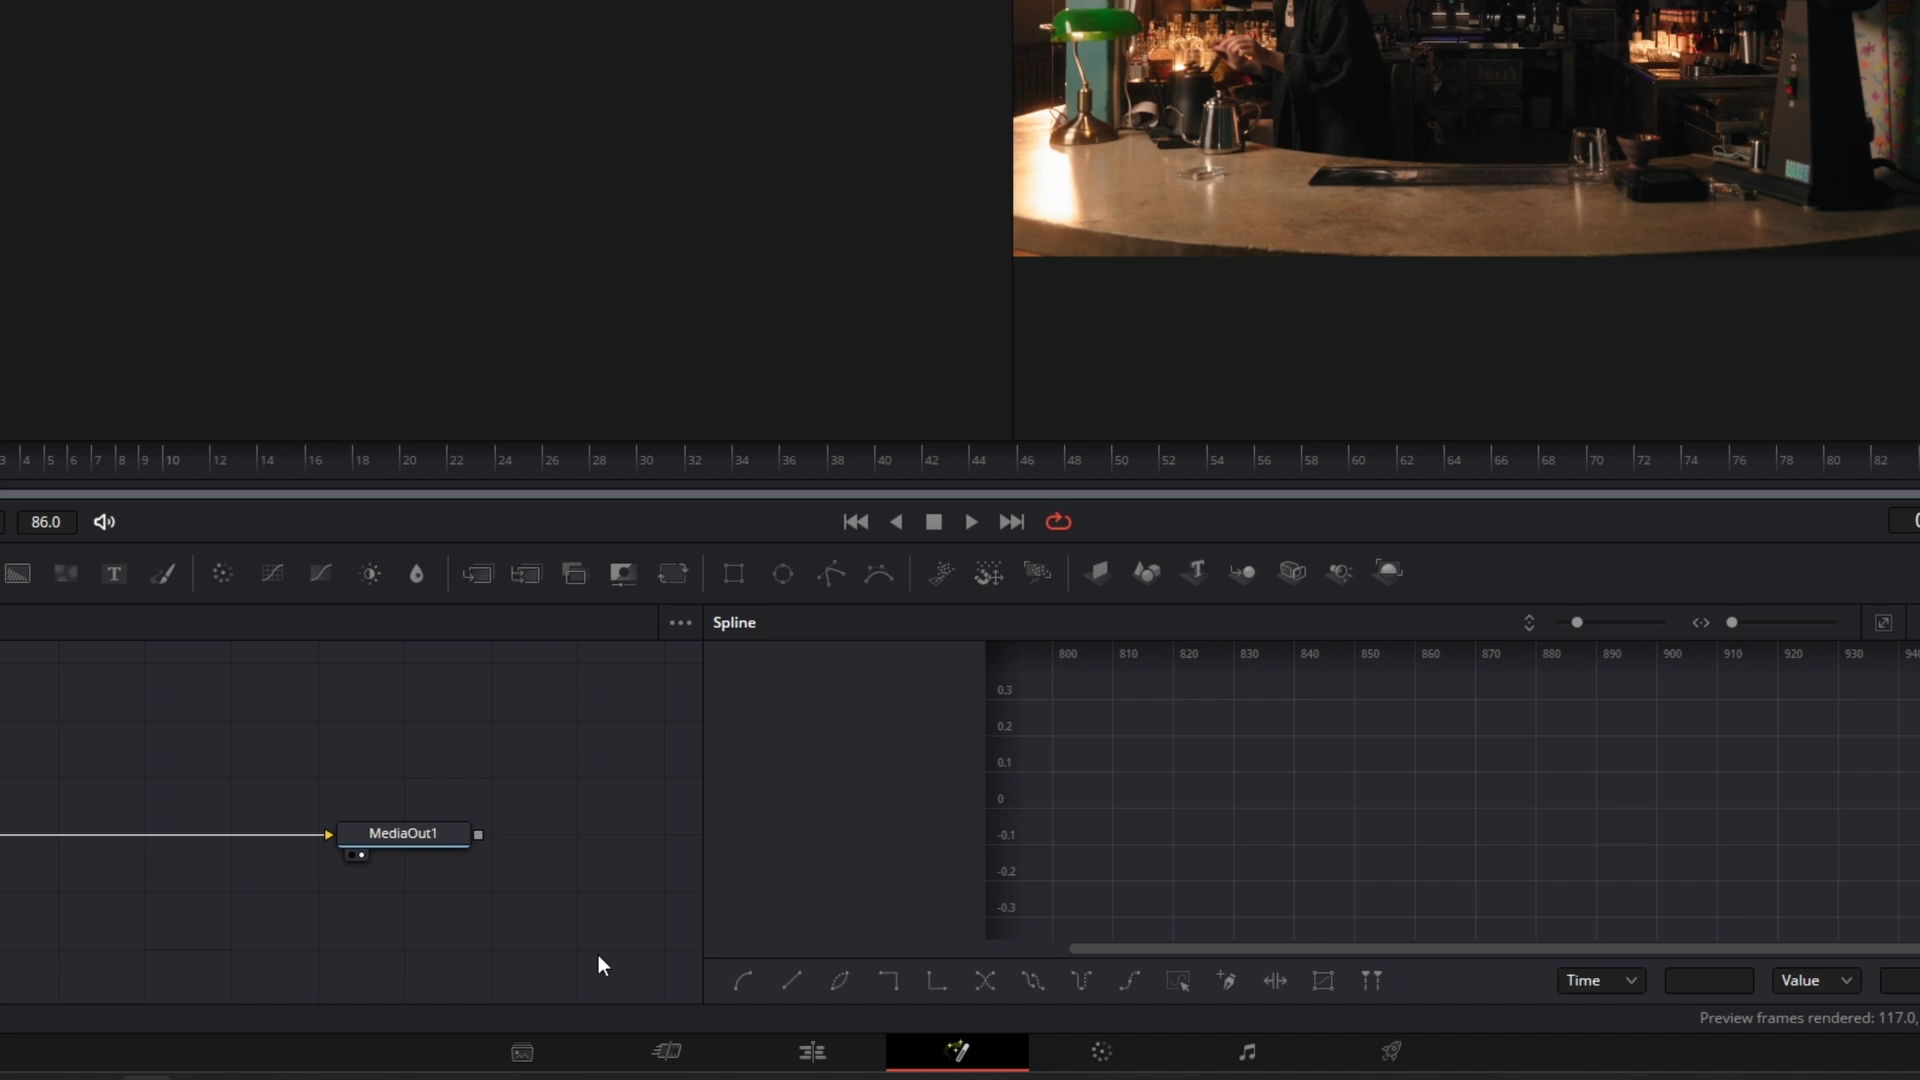 3 4 5 6 7 8 9 10 12 14 16 18 20 22 24 26 28 30 32 34 36 38 40 42 44 46 48 50 52 54 56 58 60 62 64 66 68 70 72 74 76 78 80 82
86.0
T
Spline
800 810 820 830 840 850 860 870 880 890 900 910 920 930 940
0.3
0.2
0.1
0
-0.1
-0.2
-0.3
MediaOut1
Time Value
Preview frames rendered: 117.0,